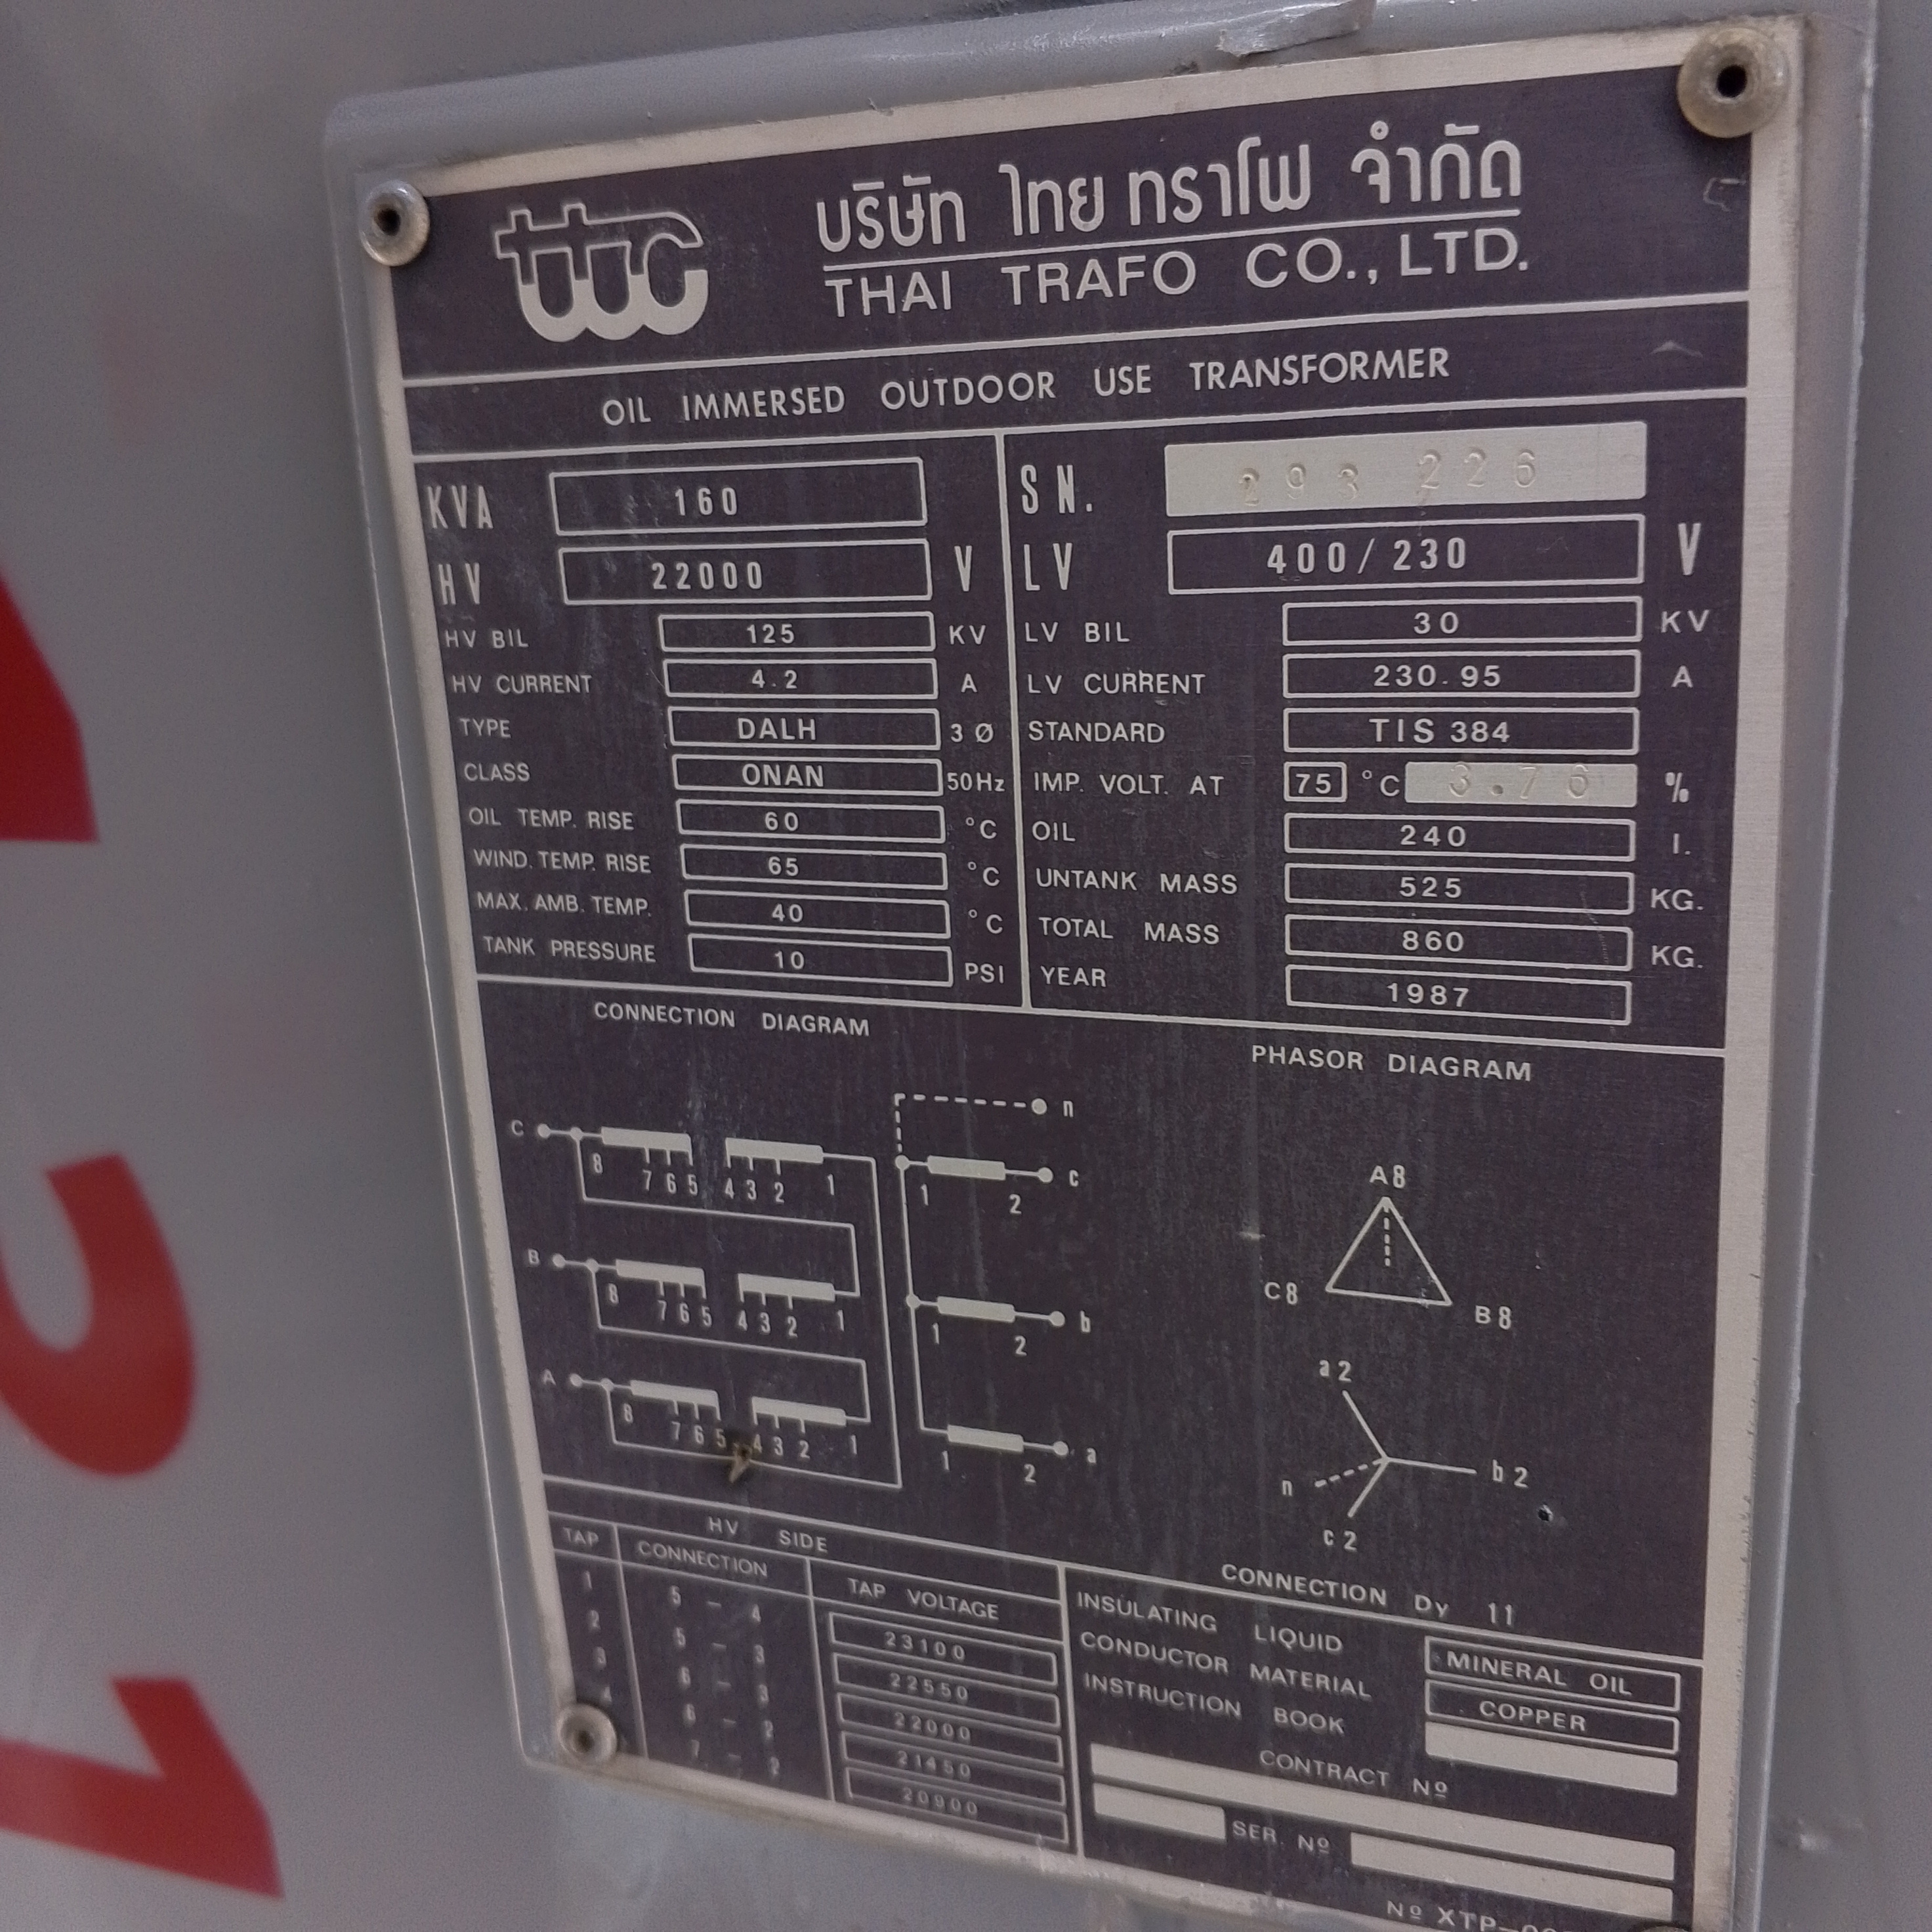 ttc บริษัท ไทย ทราโฟ จำกัด
THAI TRAFO CO., LTD.
OIL IMMERSED OUTDOOR USE TRANSFORMER
KVA 160
SN. 293 226
HV 22000 V
LV 400/230 V
HV BIL 125 KV
LV BIL 30 KV
HV CURRENT 4.2 A
LV CURRENT 230.95 A
TYPE DALH 3 Ø
STANDARD TIS 384
CLASS ONAN 50Hz
IMP. VOLT. AT 75 °C 3.76 %
OIL TEMP. RISE 60 °C
OIL 240 l.
WIND. TEMP. RISE 65 °C
UNTANK MASS 525 KG.
MAX. AMB. TEMP. 40 °C
TOTAL MASS 860 KG.
TANK PRESSURE 10 PSI
YEAR 1987
CONNECTION DIAGRAM
n
C 8 7 6 5 4 3 2 1
1 2 c
B 8 7 6 5 4 3 2 1
1 2 b
A 8 7 6 5 4 3 2 1
1 2 a
PHASOR DIAGRAM
A8
C8 B8
a2
b2
n
c2
CONNECTION Dy 11
HV SIDE
TAP CONNECTION TAP VOLTAGE
1 5 - 4 23100
2 5 - 3 22550
3 6 - 3 22000
4 6 - 2 21450
7 - 2 20900
INSULATING LIQUID MINERAL OIL
CONDUCTOR MATERIAL COPPER
INSTRUCTION BOOK
CONTRACT Nº
SER. Nº
Nº XTP
2
1